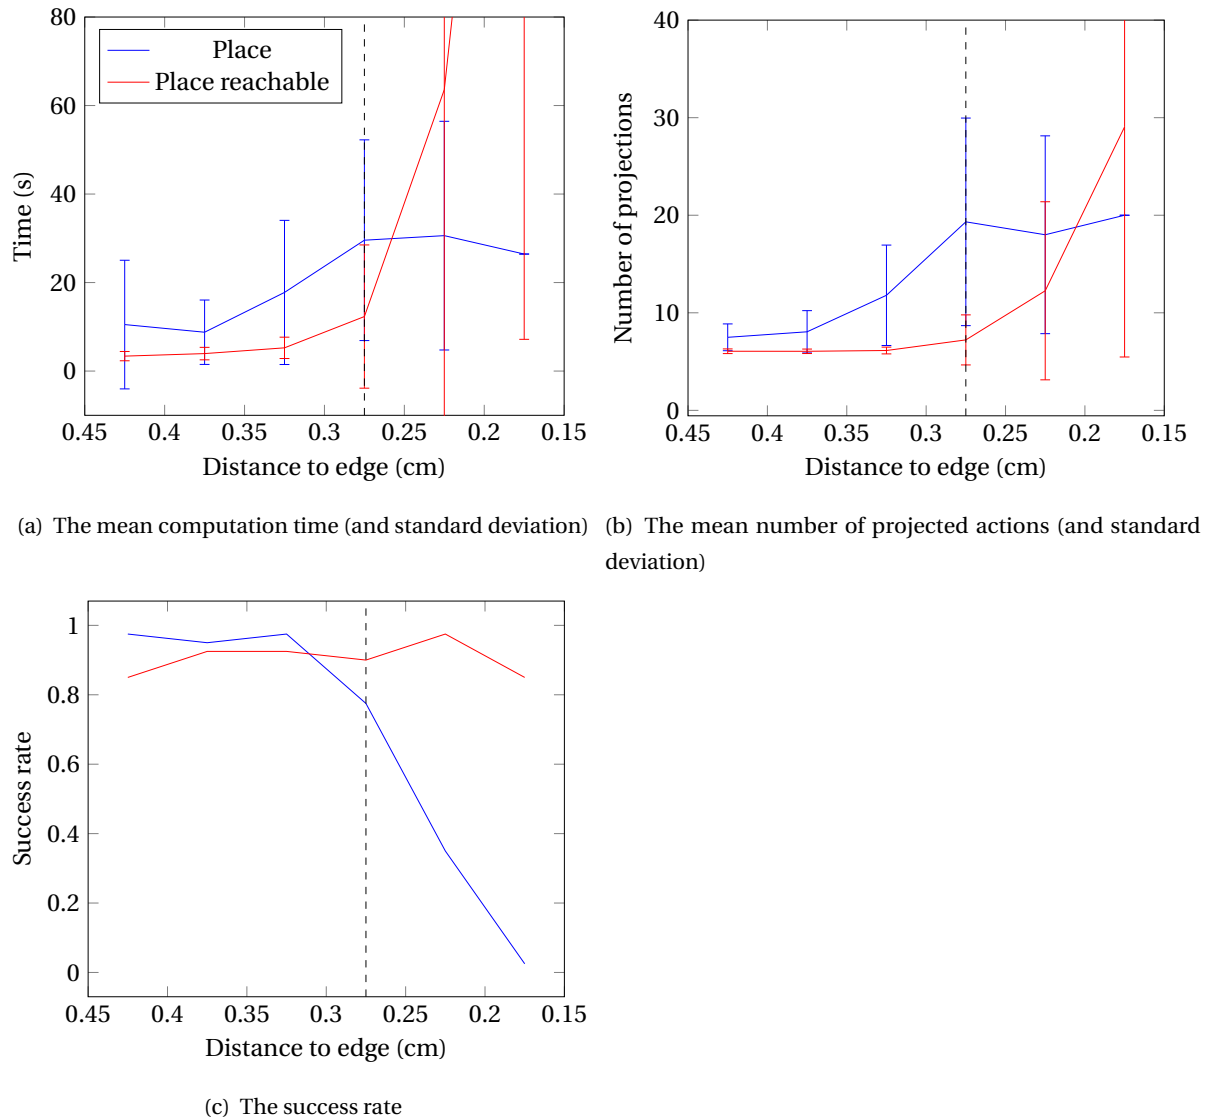 80
60
40
20
0
Time (s)
Place
Place reachable
0.45 0.4 0.35 0.3 0.25 0.2 0.15
Distance to edge (cm)
(a) The mean computation time (and standard deviation)
40
30
20
10
0
Number of projections
0.45 0.4 0.35 0.3 0.25 0.2 0.15
Distance to edge (cm)
(b) The mean number of projected actions (and standard
deviation)
1
0.8
0.6
0.4
0.2
0
Success rate
0.45 0.4 0.35 0.3 0.25 0.2 0.15
Distance to edge (cm)
(c) The success rate